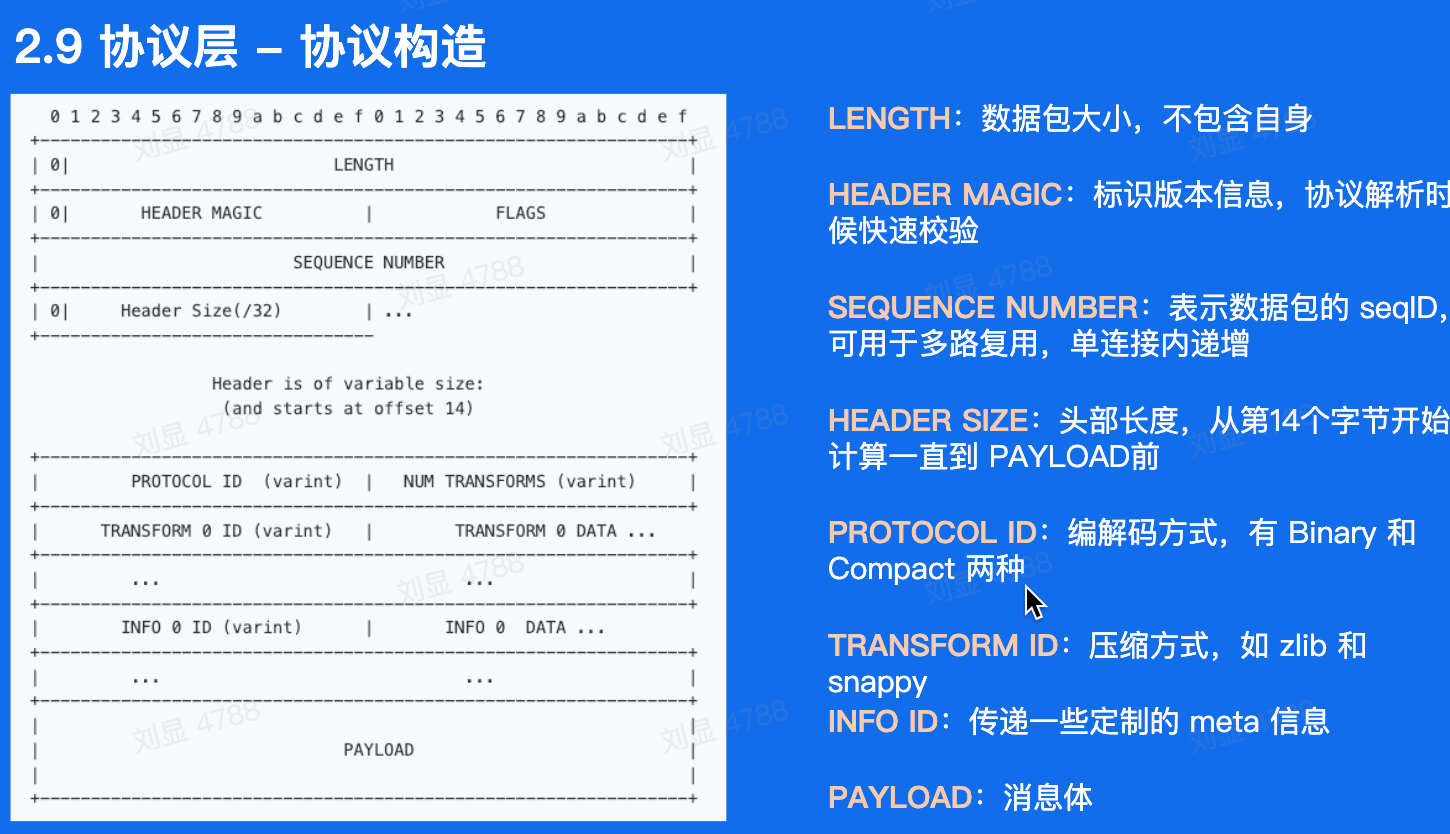 2.9 协议层 – 协议构造
0 1 2 3 4 5 6 7 8 9 a b c d e f 0 1 2 3 4 5 6 7 8 9 a b c d e f
+----------------------------------------------------------------+
| 0| LENGTH |
+----------------------------------------------------------------+
| 0| HEADER MAGIC | FLAGS |
+----------------------------------------------------------------+
| SEQUENCE NUMBER |
+----------------------------------------------------------------+
| 0| Header Size(/32) | ...
+---------------------------------
Header is of variable size:
(and starts at offset 14)
+----------------------------------------------------------------+
| PROTOCOL ID (varint) | NUM TRANSFORMS (varint) |
+----------------------------------------------------------------+
| TRANSFORM 0 ID (varint) | TRANSFORM 0 DATA ...
+----------------------------------------------------------------+
| ... ... |
+----------------------------------------------------------------+
| INFO 0 ID (varint) | INFO 0 DATA ...
+----------------------------------------------------------------+
| ... ... |
+----------------------------------------------------------------+
| |
| PAYLOAD |
| |
+----------------------------------------------------------------+
LENGTH：数据包大小，不包含自身
HEADER MAGIC：标识版本信息，协议解析时
候快速校验
SEQUENCE NUMBER：表示数据包的 seqID，
可用于多路复用，单连接内递增
HEADER SIZE：头部长度，从第14个字节开始
计算一直到 PAYLOAD前
PROTOCOL ID：编解码方式，有 Binary 和
Compact 两种
TRANSFORM ID：压缩方式，如 zlib 和
snappy
INFO ID：传递一些定制的 meta 信息
PAYLOAD：消息体
刘显 4788